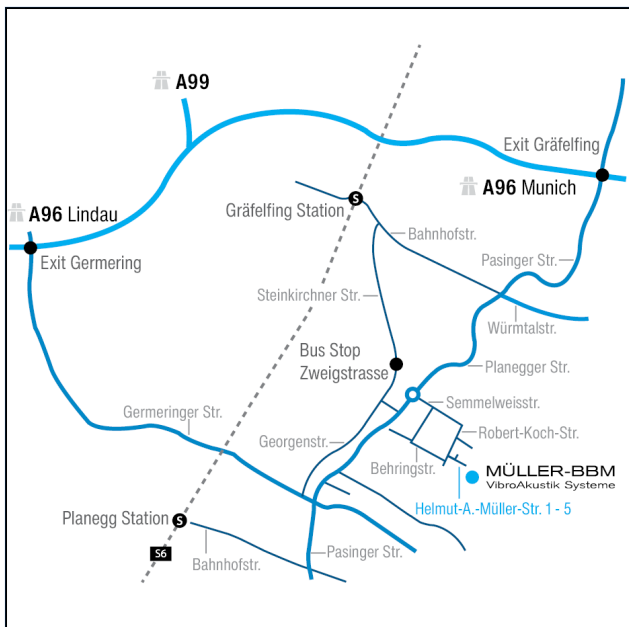 A99
Exit Gräfelfing
A96 Munich
A96 Lindau
Gräfelfing Station
S
Bahnhofstr.
Exit Germering
Pasinger Str.
Steinkirchner Str.
Würmtalstr.
Bus Stop
Zweigstrasse
Planegger Str.
Semmelweisstr.
Germeringer Str.
Robert-Koch-Str.
Georgenstr.
Behringstr.
MÜLLER-BBM
VibroAkustik Systeme
Helmut-A.-Müller-Str. 1 - 5
Planegg Station
S
S6
Pasinger Str.
Bahnhofstr.